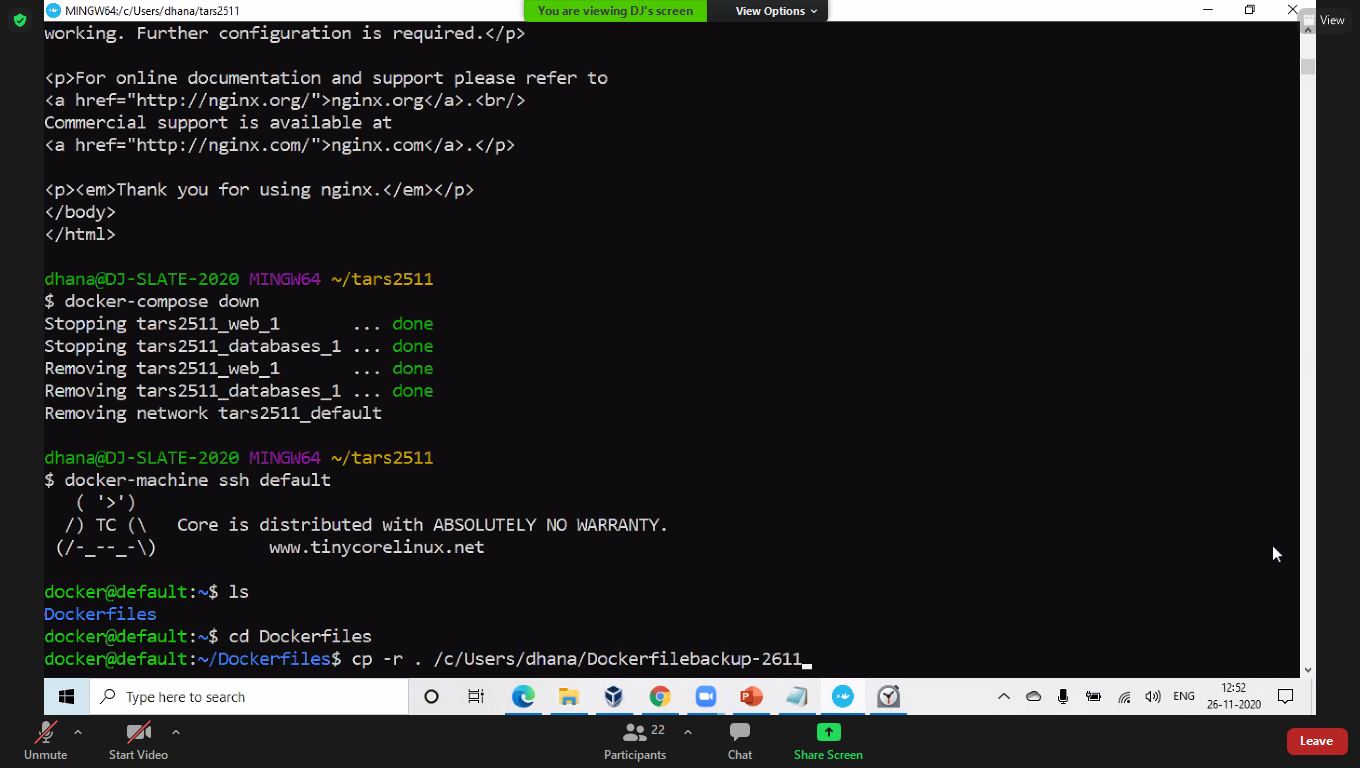 MINGW64:/c/Users/dhana/tars2511
You are viewing DJ's screen
View Options
View
working. Further configuration is required.</p>
<p>For online documentation and support please refer to
<a href="http://nginx.org/">nginx.org</a>.<br/>
Commercial support is available at
<a href="http://nginx.com/">nginx.com</a>.</p>
<p><em>Thank you for using nginx.</em></p>
</body>
</html>
dhana@DJ-SLATE-2020 MINGW64 ~/tars2511
$ docker-compose down
Stopping tars2511_web_1       ... done
Stopping tars2511_databases_1 ... done
Removing tars2511_web_1       ... done
Removing tars2511_databases_1 ... done
Removing network tars2511_default
dhana@DJ-SLATE-2020 MINGW64 ~/tars2511
$ docker-machine ssh default
   ( '>')
  /) TC (\   Core is distributed with ABSOLUTELY NO WARRANTY.
 (/-_--_-\)           www.tinycorelinux.net
docker@default:~$ ls
Dockerfiles
docker@default:~$ cd Dockerfiles
docker@default:~/Dockerfiles$ cp -r . /c/Users/dhana/Dockerfilebackup-2611_
Type here to search
ENG
12:52
26-11-2020
Unmute
Start Video
22
Participants
Chat
Share Screen
Leave